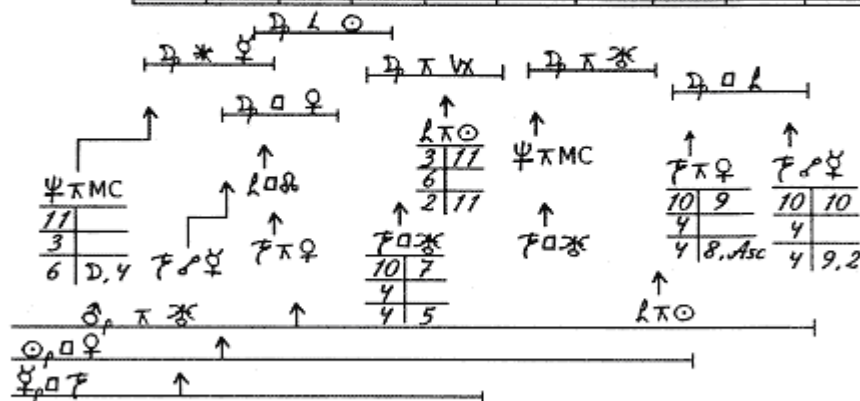 ☽p ∠ ☉
☽p ⚹ ☿
☽p ⚻ Vx
☽p ⚻ ♅
☽p □ ♀
☽p □
⚻ ☉
3 11
6
2 11
♆ ⚻ MC
11
3
6 D, 4
□ ☊
♆ ⚻ MC
⚻ ♀
10 9
4
4 8, Asc
☍ ☿
10 10
4
4 9, 2
☍ ☿
⚻ ♀
□ ♅
10 7
4
4 5
□ ♅
♂p ⚻ ♅
⚻ ☉
☉p □ ♀
☿p □